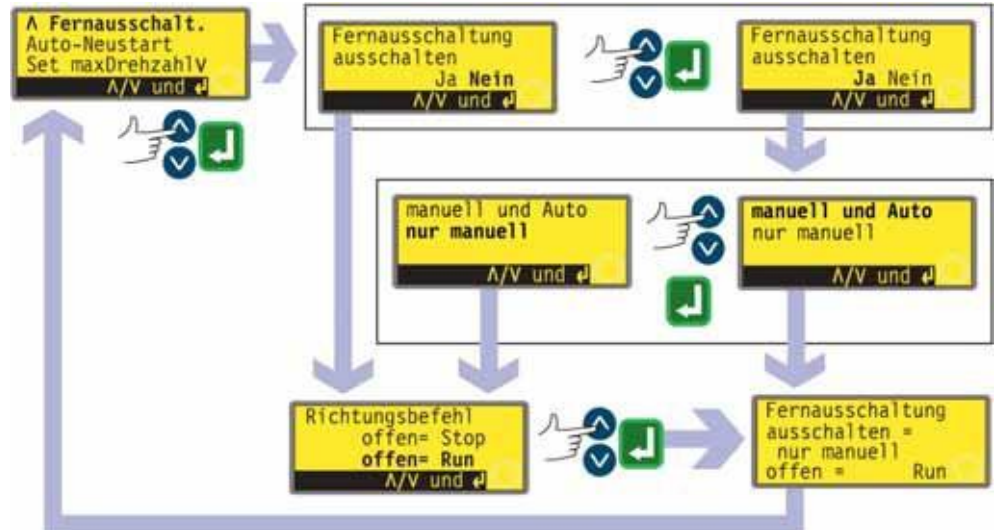 Λ Fernausschalt.
Auto-Neustart
Set maxDrehzahlV
Λ/V und ↲
Fernausschaltung
ausschalten
Ja Nein
Λ/V und ↲
Fernausschaltung
ausschalten
Ja Nein
Λ/V und ↲
manuell und Auto
nur manuell
Λ/V und ↲
manuell und Auto
nur manuell
Λ/V und ↲
Richtungsbefehl
offen= Stop
offen= Run
Λ/V und ↲
Fernausschaltung
ausschalten =
nur manuell
offen = Run